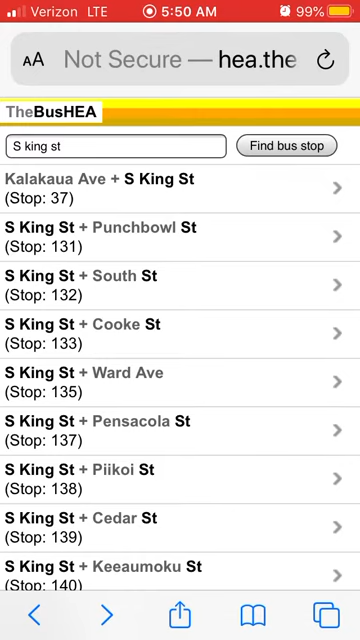 Verizon LTE 5:50 AM 99%
AA Not Secure — hea.the
TheBusHEA
S king st Find bus stop
Kalakaua Ave + S King St
(Stop: 37)
S King St + Punchbowl St
(Stop: 131)
S King St + South St
(Stop: 132)
S King St + Cooke St
(Stop: 133)
S King St + Ward Ave
(Stop: 135)
S King St + Pensacola St
(Stop: 137)
S King St + Piikoi St
(Stop: 138)
S King St + Cedar St
(Stop: 139)
S King St + Keeaumoku St
(Stop: 140)